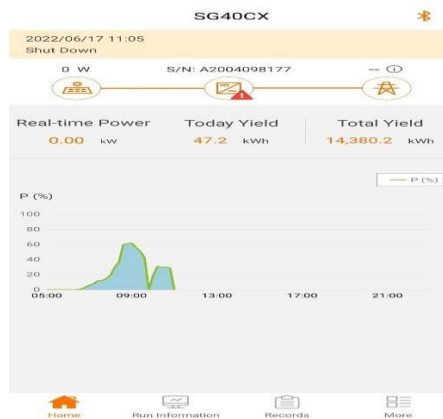 SG40CX
2022/06/17 11:05
Shut Down
0 W S/N: A2004098177 --
Real-time Power Today Yield Total Yield
0.00 kW 47.2 kWh 14,380.2 kWh
P (%)
P (%)
100
80
60
40
20
0
05:00 09:00 13:00 17:00 21:00
Home Run Information Records More